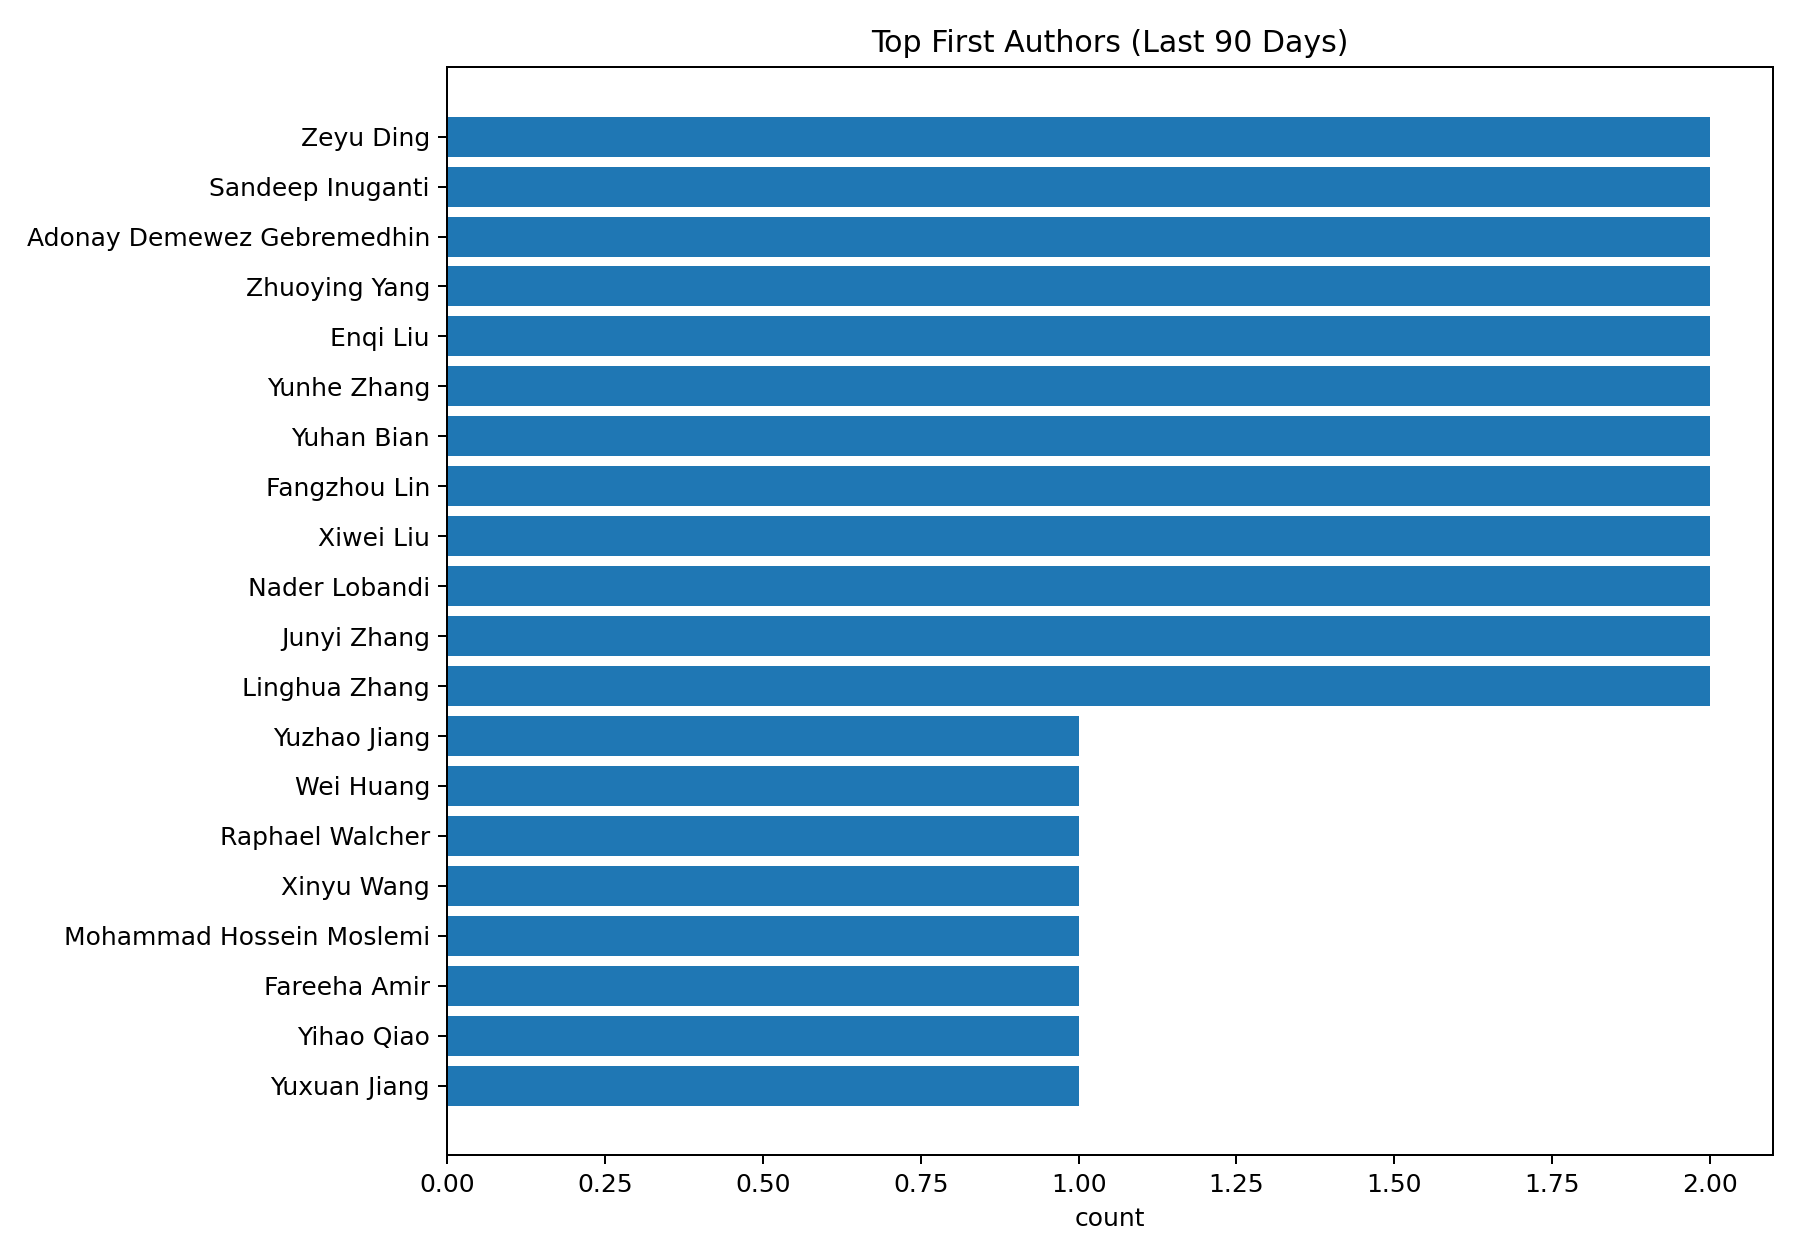 Top First Authors (Last 90 Days)
Zeyu Ding
Sandeep Inuganti
Adonay Demewez Gebremedhin
Zhuoying Yang
Enqi Liu
Yunhe Zhang
Yuhan Bian
Fangzhou Lin
Xiwei Liu
Nader Lobandi
Junyi Zhang
Linghua Zhang
Yuzhao Jiang
Wei Huang
Raphael Walcher
Xinyu Wang
Mohammad Hossein Moslemi
Fareeha Amir
Yihao Qiao
Yuxuan Jiang
0.00 0.25 0.50 0.75 1.00 1.25 1.50 1.75 2.00
count